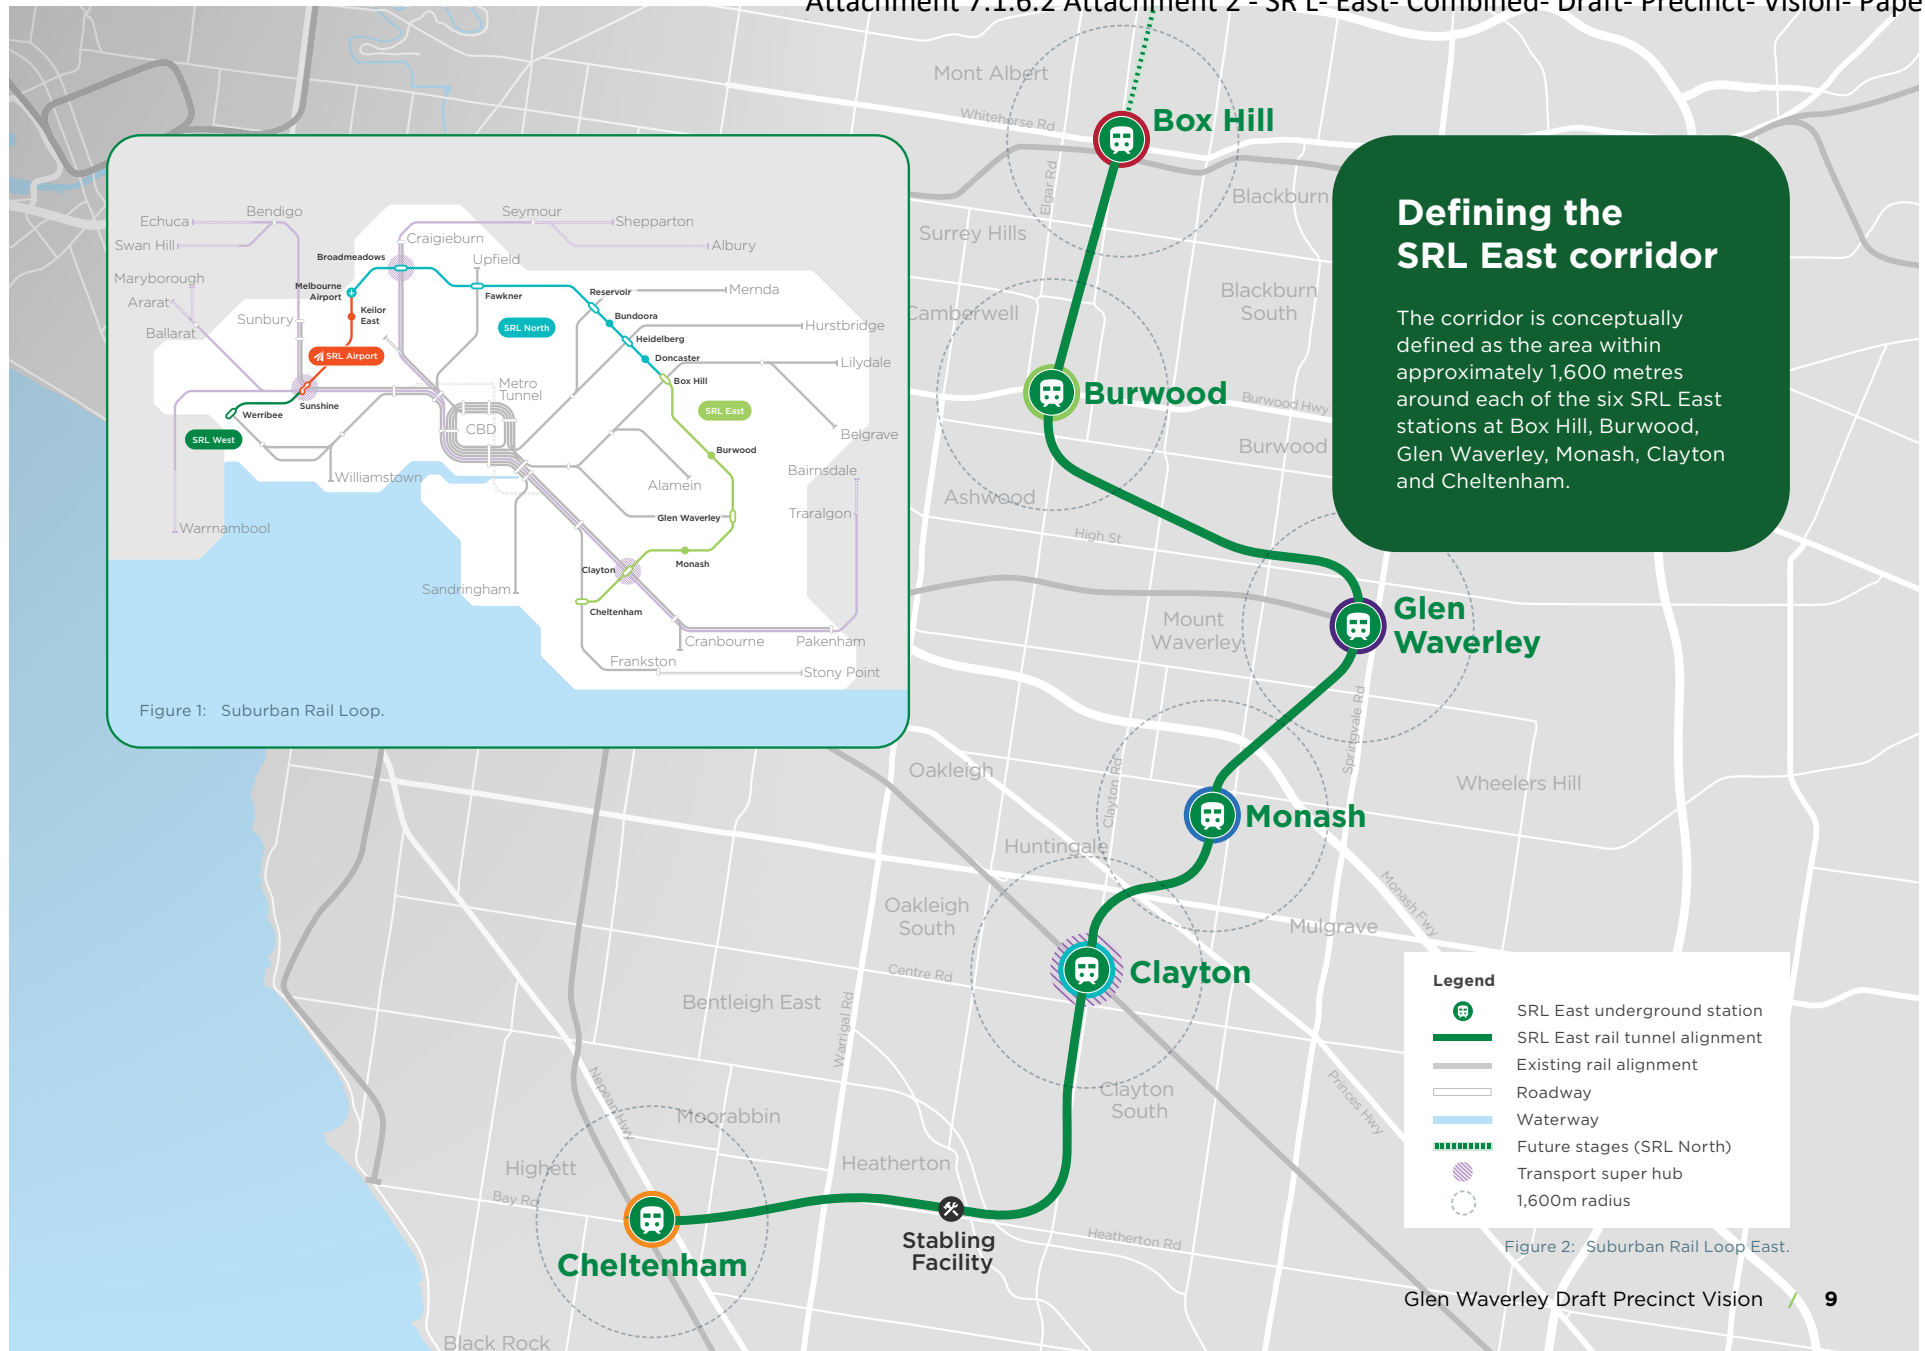 Attachment 7.1.6.2 Attachment 2 - SR L- East- Combined- Draft- Precinct- Vision- Pape
Mont Albert
Whitehorse Rd
Box Hill
Elgar Rd
Blackburn
Surrey Hills
Blackburn
South
Camberwell
Burwood
Burwood Hwy
Burwood
Ashwood
High St
Glen
Waverley
Mount
Waverley
Springvale Rd
Oakleigh
Clayton Rd
Wheelers Hill
Monash
Huntingale
Monash Fwy
Oakleigh
South
Mulgrave
Centre Rd
Clayton
Bentleigh East
Warrigal Rd
Clayton
South
Princes Hwy
Nepean Hwy
Moorabbin
Highett
Heatherton
Bay Rd
Heatherton Rd
Stabling
Facility
Cheltenham
Black Rock
Defining the
SRL East corridor
The corridor is conceptually
defined as the area within
approximately 1,600 metres
around each of the six SRL East
stations at Box Hill, Burwood,
Glen Waverley, Monash, Clayton
and Cheltenham.
Echuca
Bendigo
Seymour
Shepparton
Swan Hill
Craigieburn
Albury
Broadmeadows
Upfield
Maryborough
Melbourne
Airport
Fawkner
Reservoir
Mernda
Ararat
Keilor
East
Bundoora
Ballarat
Sunbury
SRL North
Hurstbridge
Heidelberg
SRL Airport
Doncaster
Lilydale
Metro
Tunnel
Box Hill
Sunshine
Werribee
SRL East
CBD
SRL West
Belgrave
Burwood
Williamstown
Alamein
Bairnsdale
Warrnambool
Glen Waverley
Traralgon
Monash
Clayton
Sandringham
Cheltenham
Cranbourne
Pakenham
Frankston
Stony Point
Figure 1: Suburban Rail Loop.
Legend
SRL East underground station
SRL East rail tunnel alignment
Existing rail alignment
Roadway
Waterway
Future stages (SRL North)
Transport super hub
1,600m radius
Figure 2: Suburban Rail Loop East.
Glen Waverley Draft Precinct Vision / 9